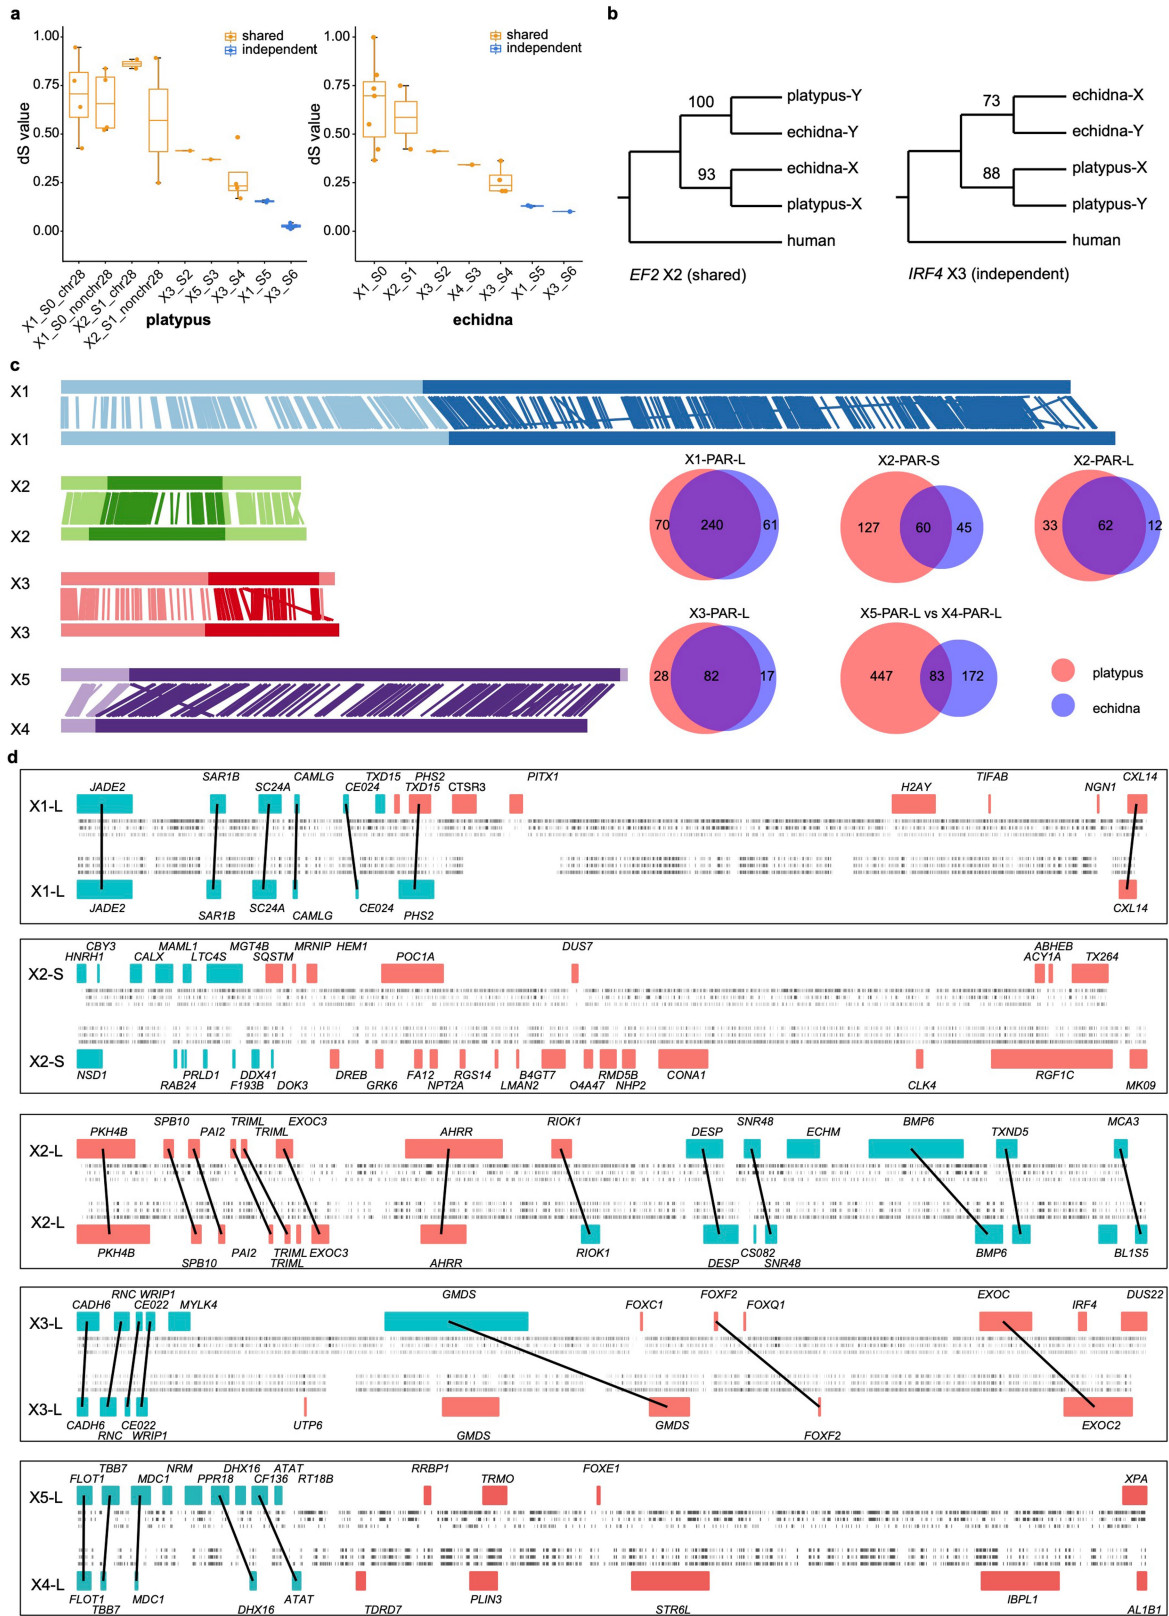 a
1.00
0.75
0.50
0.25
0.00
dS value
shared
independent
X1_S0_chr28
X1_S0_nonchr28
X2_S1_chr28
X2_S1_nonchr28
X3_S2
X5_S3
X3_S4
X1_S5
X3_S6
platypus
1.00
0.75
0.50
0.25
0.00
dS value
shared
independent
X1_S0
X2_S1
X3_S2
X4_S3
X3_S4
X1_S5
X3_S6
echidna
b
100
93
platypus-Y
echidna-Y
echidna-X
platypus-X
human
EF2 X2 (shared)
73
88
echidna-X
echidna-Y
platypus-X
platypus-Y
human
IRF4 X3 (independent)
c
X1
X1
X2
X2
X3
X3
X5
X4
X1-PAR-L
70 240 61
X2-PAR-S
127 60 45
X2-PAR-L
33 62 12
X3-PAR-L
28 82 17
X5-PAR-L vs X4-PAR-L
447 83 172
platypus
echidna
d
SAR1B CAMLG TXD15 PHS2 PITX1 TIFAB CXL14
JADE2 SC24A CE024 TXD15 CTSR3 H2AY NGN1
X1-L
X1-L
JADE2 SC24A CE024 CXL14
SAR1B CAMLG PHS2
CBY3 MAML1 MGT4B MRNIP HEM1 DUS7 ABHEB
HNRH1 CALX LTC4S SQSTM POC1A ACY1A TX264
X2-S
X2-S
NSD1 PRLD1 DDX41 DREB FA12 RGS14 B4GT7 RMD5B CONA1 RGF1C
RAB24 F193B DOK3 GRK6 NPT2A LMAN2 O4A47 NHP2 CLK4 MK09
SPB10 TRIML EXOC3 RIOK1 SNR48 BMP6 MCA3
PKH4B PAI2 TRIML AHRR DESP ECHM TXND5
X2-L
X2-L
PKH4B PAI2 TRIML EXOC3 RIOK1 CS082 BMP6 BL1S5
SPB10 TRIML AHRR DESP SNR48
RNC WRIP1 GMDS FOXF2 EXOC DUS22
CADH6 CE022 MYLK4 FOXC1 FOXQ1 IRF4
X3-L
X3-L
CADH6 CE022 UTP6 GMDS EXOC2
RNC WRIP1 GMDS FOXF2
TBB7 NRM DHX16 ATAT RRBP1 FOXE1
FLOT1 MDC1 PPR18 CF136 RT18B TRMO XPA
X5-L
X4-L
FLOT1 MDC1 ATAT PLIN3 IBPL1
TBB7 DHX16 TDRD7 STR6L AL1B1